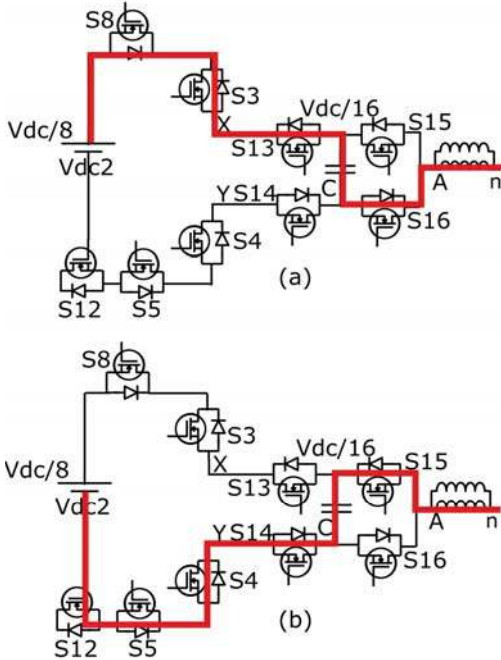 S8
S3
Vdc/16
S15
X
Vdc/8
S13
Vdc2
C
A
n
Y S14
S16
S4
(a)
S12
S5
S8
S3
Vdc/16
S15
X
Vdc/8
S13
Vdc2
C
A
n
YS14
S16
S4
(b)
S12
S5